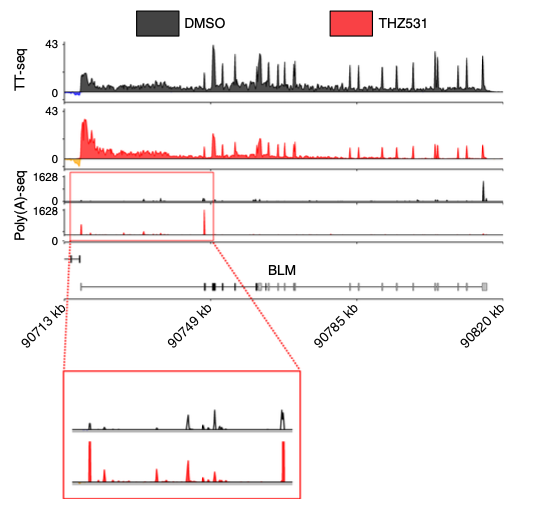 DMSO
THZ531
TT-seq
43
0
43
0
Poly(A)-seq
1628
0
1628
0
BLM
90713 kb
90749 kb
90785 kb
90820 kb